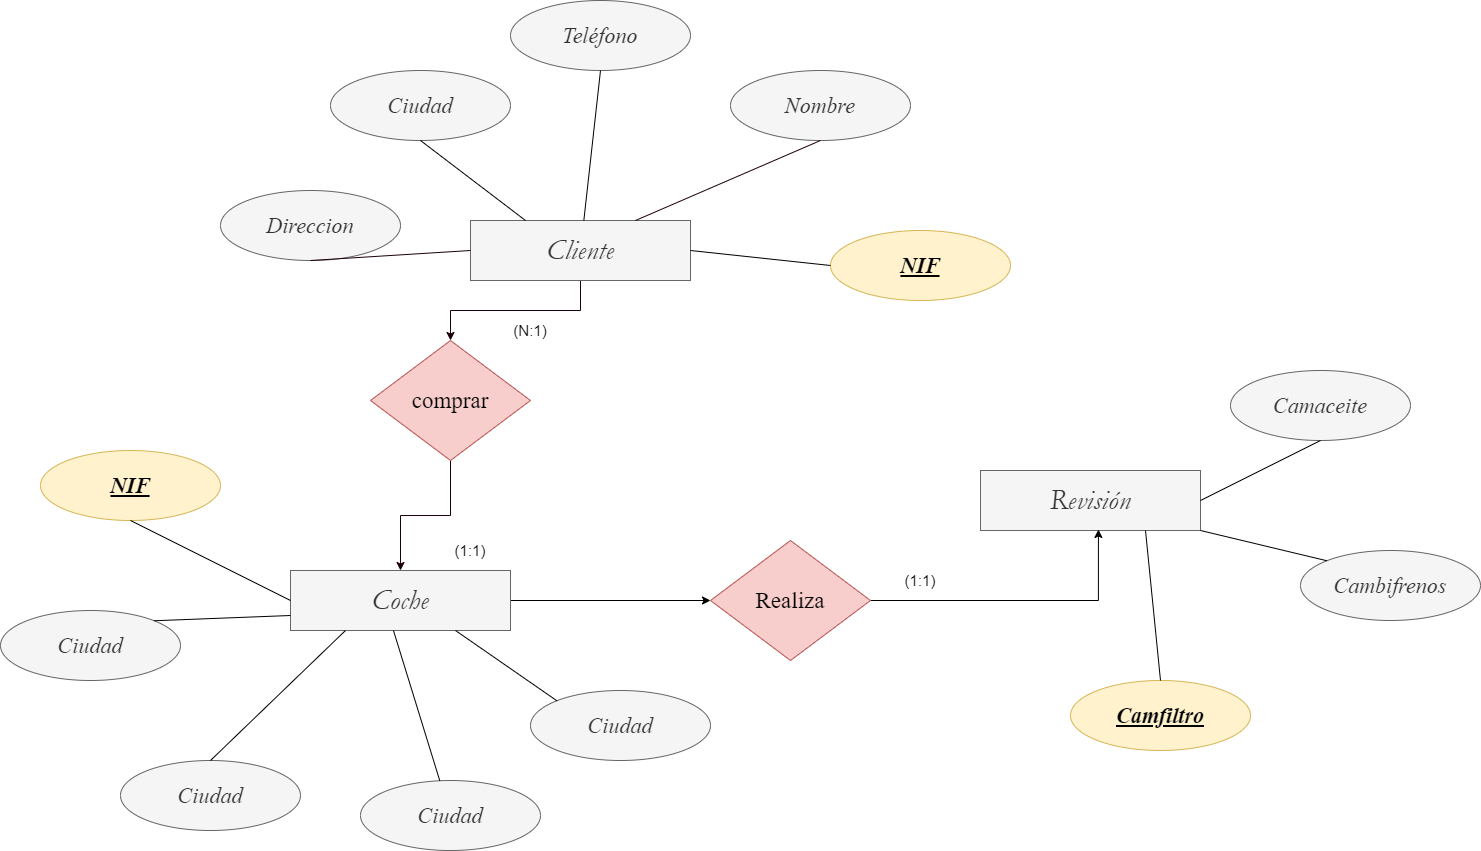 Teléfono
Ciudad
Nombre
Direccion
Cliente
NIF
(N:1)
comprar
Camaceite
NIF
Revisión
(1:1)
Cambifrenos
(1:1)
Coche
Realiza
Ciudad
Camfiltro
Ciudad
Ciudad
Ciudad